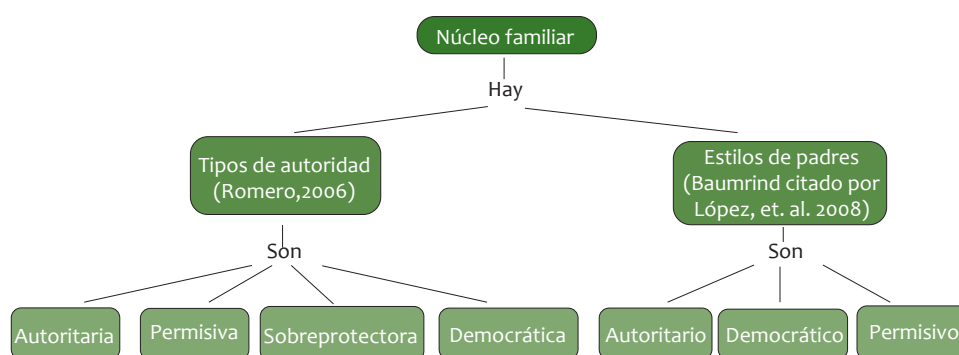 Núcleo familiar
Hay
Tipos de autoridad
(Romero,2006)
Estilos de padres
(Baumrind citado por
López, et. al. 2008)
Son
Son
Autoritaria
Permisiva
Sobreprotectora
Democrática
Autoritario
Democrático
Permisivo